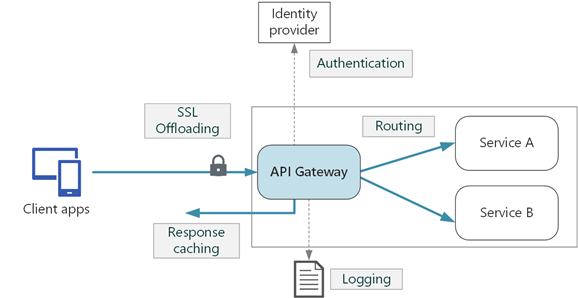 Identity
provider
Authentication
SSL
Offloading
Routing
Service A
API Gateway
Client apps
Service B
Response
caching
Logging